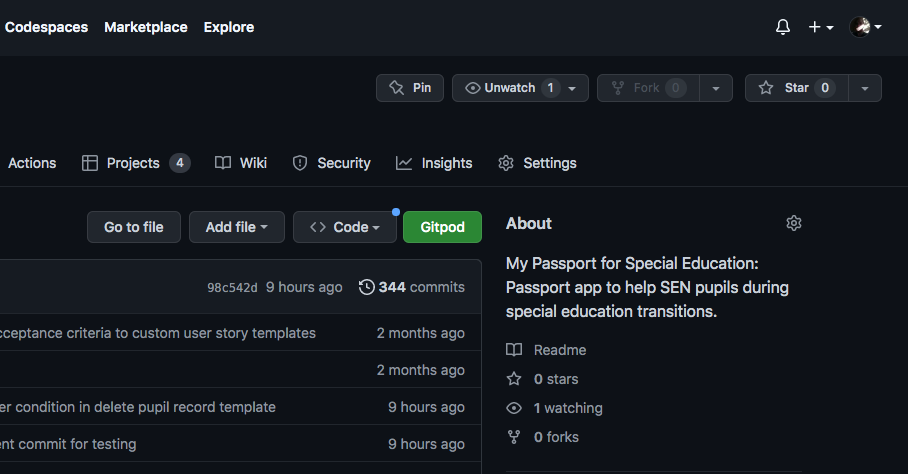 Codespaces Marketplace Explore
Pin Unwatch 1 Fork 0 Star 0
Actions Projects 4 Wiki Security Insights Settings
Go to file Add file Code Gitpod
About
My Passport for Special Education:
Passport app to help SEN pupils during
special education transitions.
Readme
0 stars
1 watching
0 forks
98c542d 9 hours ago 344 commits
cceptance criteria to custom user story templates 2 months ago
2 months ago
er condition in delete pupil record template 9 hours ago
ent commit for testing 9 hours ago